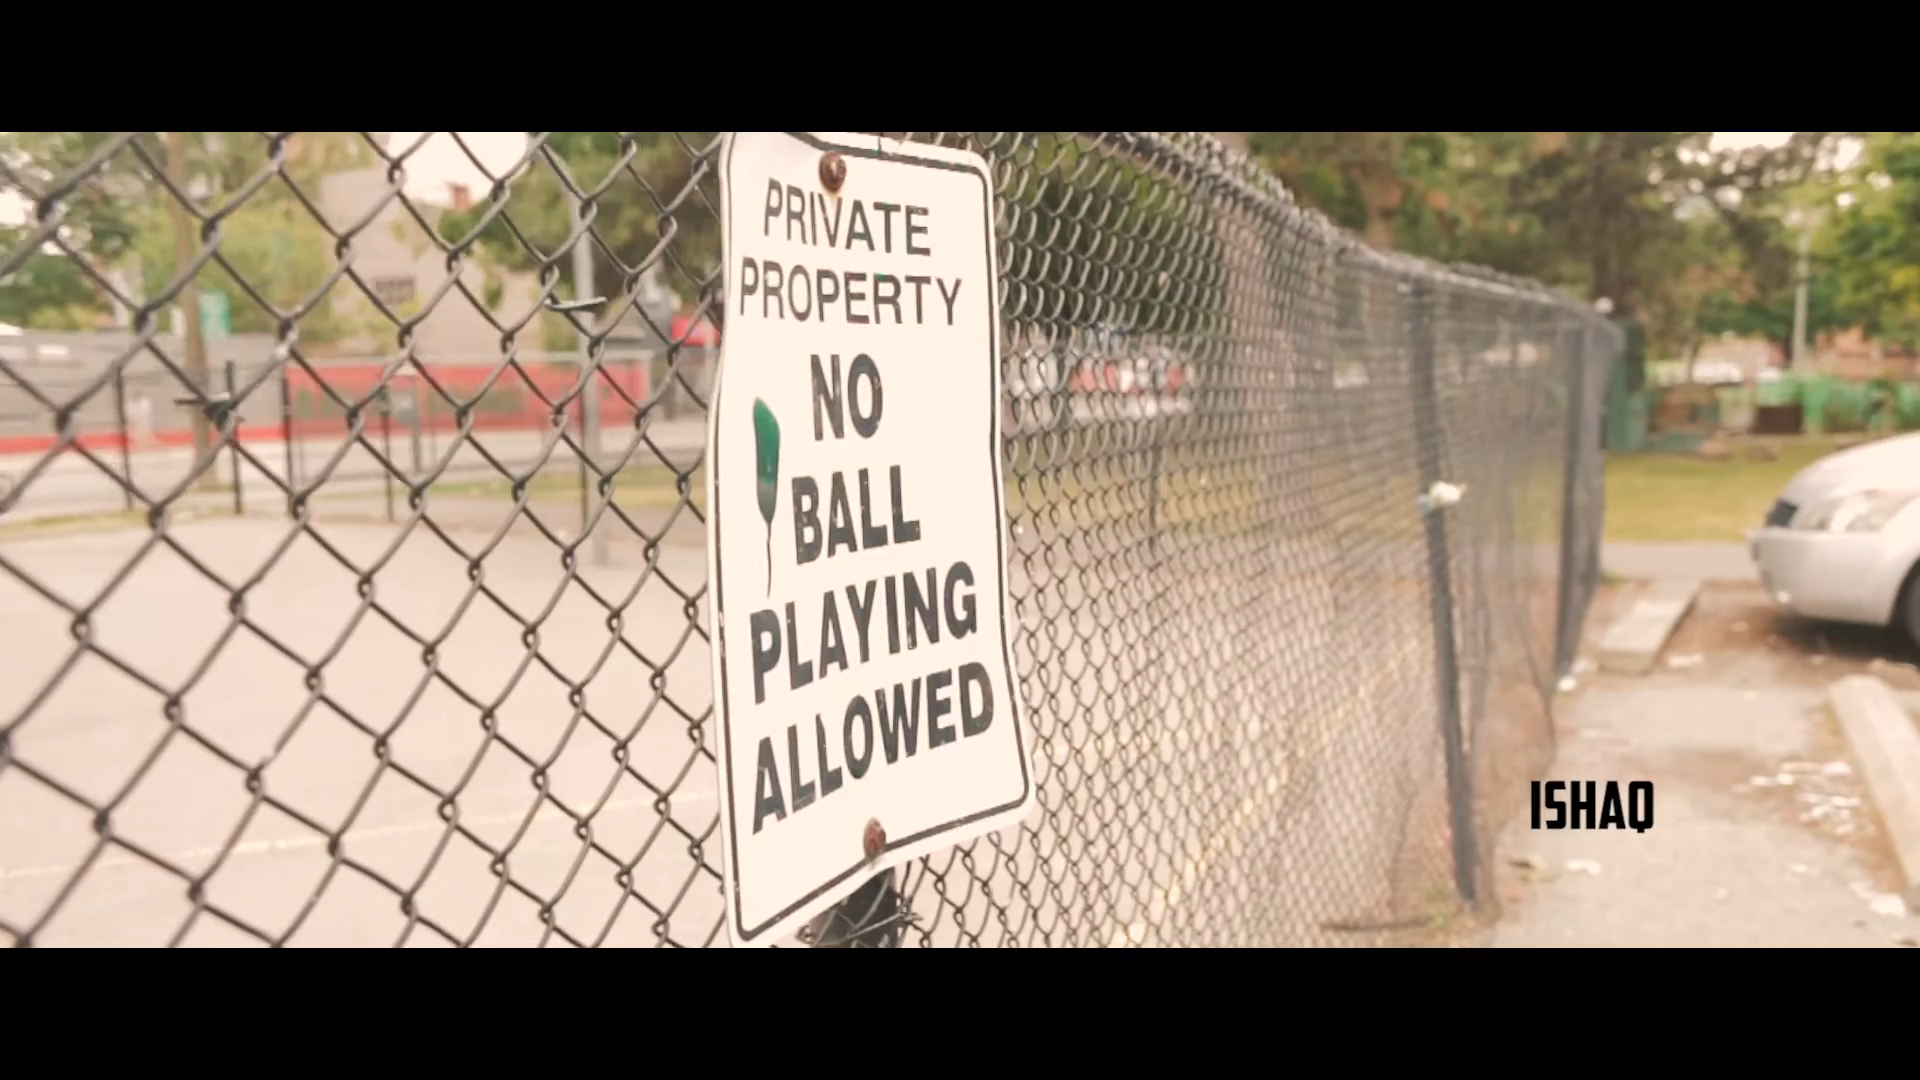 PRIVATE
PROPERTY
NO
BALL
PLAYING
ALLOWED
ISHAQ